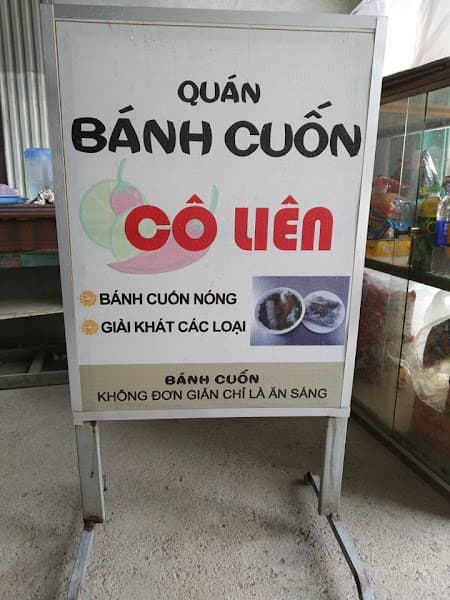 QUÁN
BÁNH CUỐN
CÔ LIÊN
BÁNH CUỐN NÓNG
GIẢI KHÁT CÁC LOẠI
BÁNH CUỐN
KHÔNG ĐƠN GIẢN CHỈ LÀ ĂN SÁNG